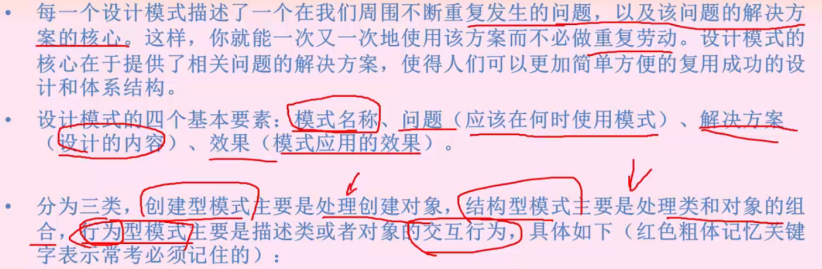 • 每一个设计模式描述了一个在我们周围不断重复发生的问题，以及该问题的解决方
案的核心。这样，你就能一次又一次地使用该方案而不必做重复劳动。设计模式的
核心在于提供了相关问题的解决方案，使得人们可以更加简单方便的复用成功的设
计和体系结构。
• 设计模式的四个基本要素：模式名称、问题（应该在何时使用模式）、解决方案
（设计的内容）、效果（模式应用的效果）。
• 分为三类，创建型模式主要是处理创建对象，结构型模式主要是处理类和对象的组
合，行为型模式主要是描述类或者对象的交互行为，具体如下（红色粗体记忆关键
字表示常考必须记住的）：